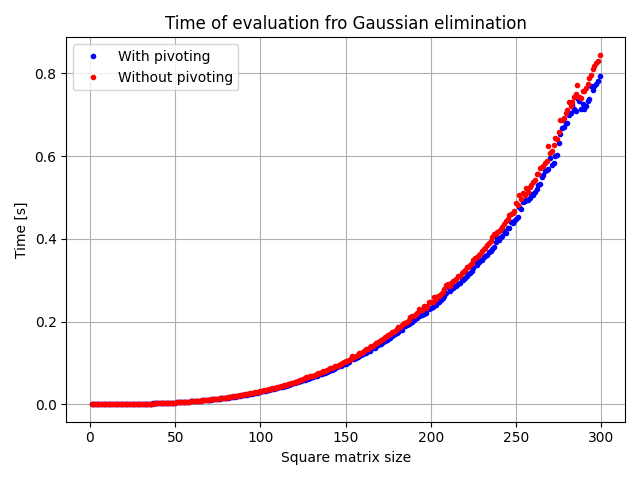 Time of evaluation fro Gaussian elimination
With pivoting
Without pivoting
Time [s]
0.8
0.6
0.4
0.2
0.0
0 50 100 150 200 250 300
Square matrix size